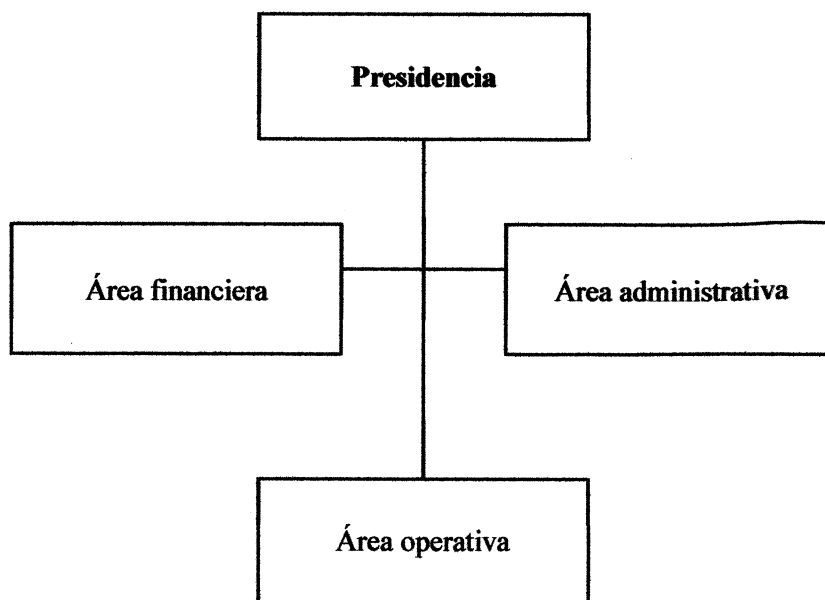 Presidencia
Área financiera
Área administrativa
Área operativa